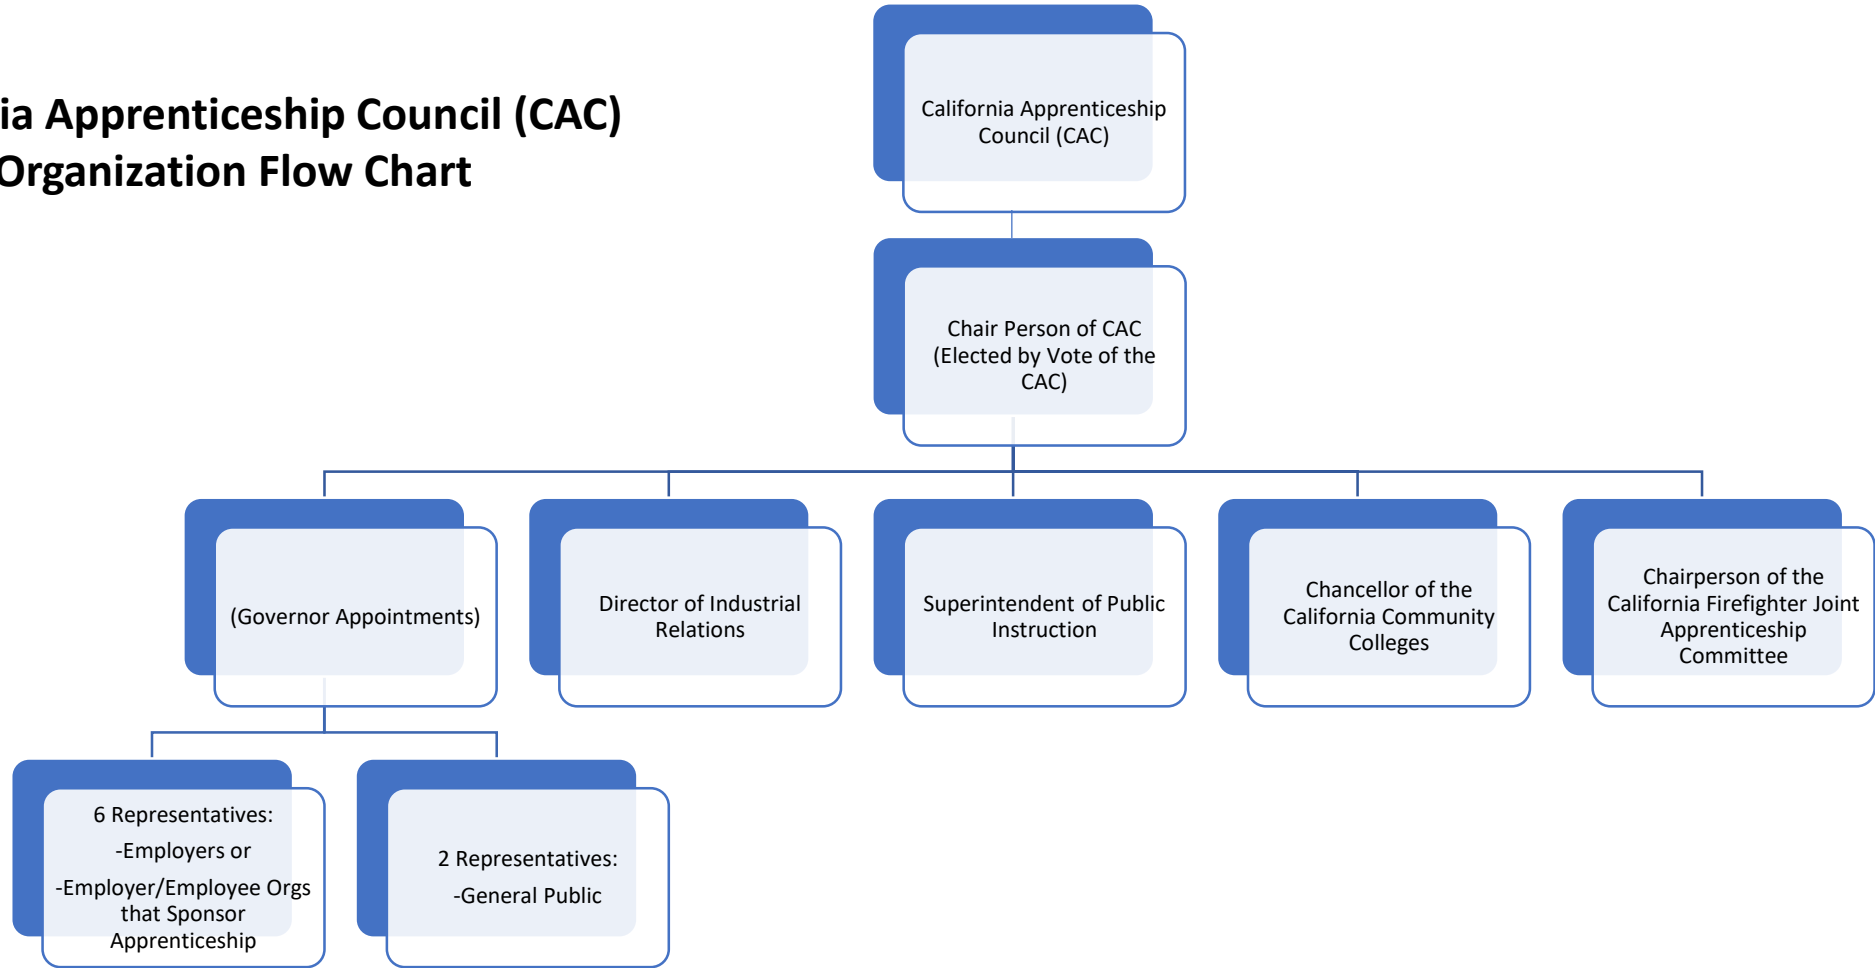 ia Apprenticeship Council (CAC)
Organization Flow Chart
California Apprenticeship
Council (CAC)
Chair Person of CAC
(Elected by Vote of the
CAC)
(Governor Appointments)
Director of Industrial
Relations
Superintendent of Public
Instruction
Chancellor of the
California Community
Colleges
Chairperson of the
California Firefighter Joint
Apprenticeship
Committee
6 Representatives:
-Employers or
-Employer/Employee Orgs
that Sponsor
Apprenticeship
2 Representatives:
-General Public